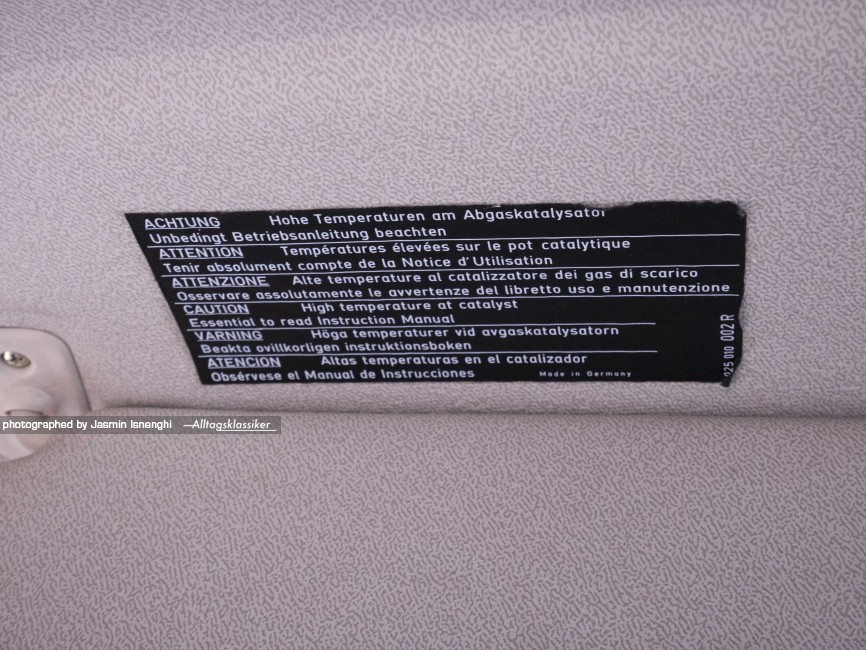 ACHTUNG Hohe Temperaturen am Abgaskatalysator
Unbedingt Betriebsanleitung beachten
ATTENTION Températures élevées sur le pot catalytique
Tenir absolument compte de la Notice d'Utilisation
ATTENZIONE Alte temperature al catalizzatore dei gas di scarico
Osservare assolutamente le avvertenze del libretto uso e manutenzione
CAUTION High temperature at catalyst
Essential to read Instruction Manual
VARNING Höga temperaturer vid avgaskatalysatorn
Beakta ovillkorligen instruktionsboken
ATENCION Altas temperaturas en el catalizador
Obsérvese el Manual de Instrucciones
Made in Germany
010 002 R
photographed by Jasmin Isnenghi —Alltagsklassiker